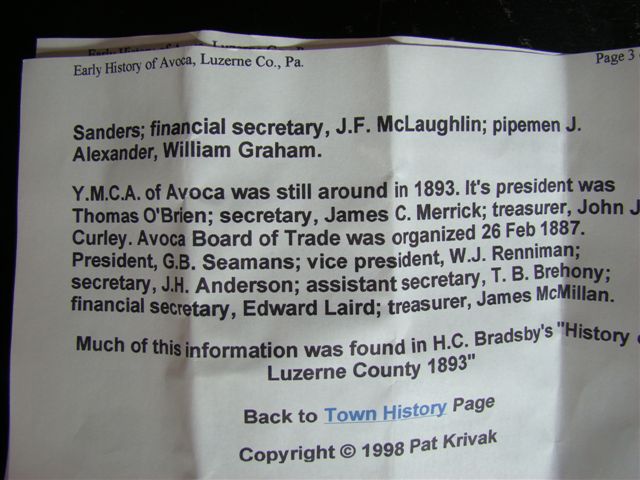 Early History of Avoca, Luzerne Co., Pa.
Page 3
Sanders; financial secretary, J.F. McLaughlin; pipemen J.
Alexander, William Graham.
Y.M.C.A. of Avoca was still around in 1893. It's president was
Thomas O'Brien; secretary, James C. Merrick; treasurer, John J
Curley. Avoca Board of Trade was organized 26 Feb 1887.
President, G.B. Seamans; vice president, W.J. Renniman;
secretary, J.H. Anderson; assistant secretary, T. B. Brehony;
financial secretary, Edward Laird; treasurer, James McMillan.
Much of this information was found in H.C. Bradsby's "History
Luzerne County 1893"
Back to Town History Page
Copyright © 1998 Pat Krivak